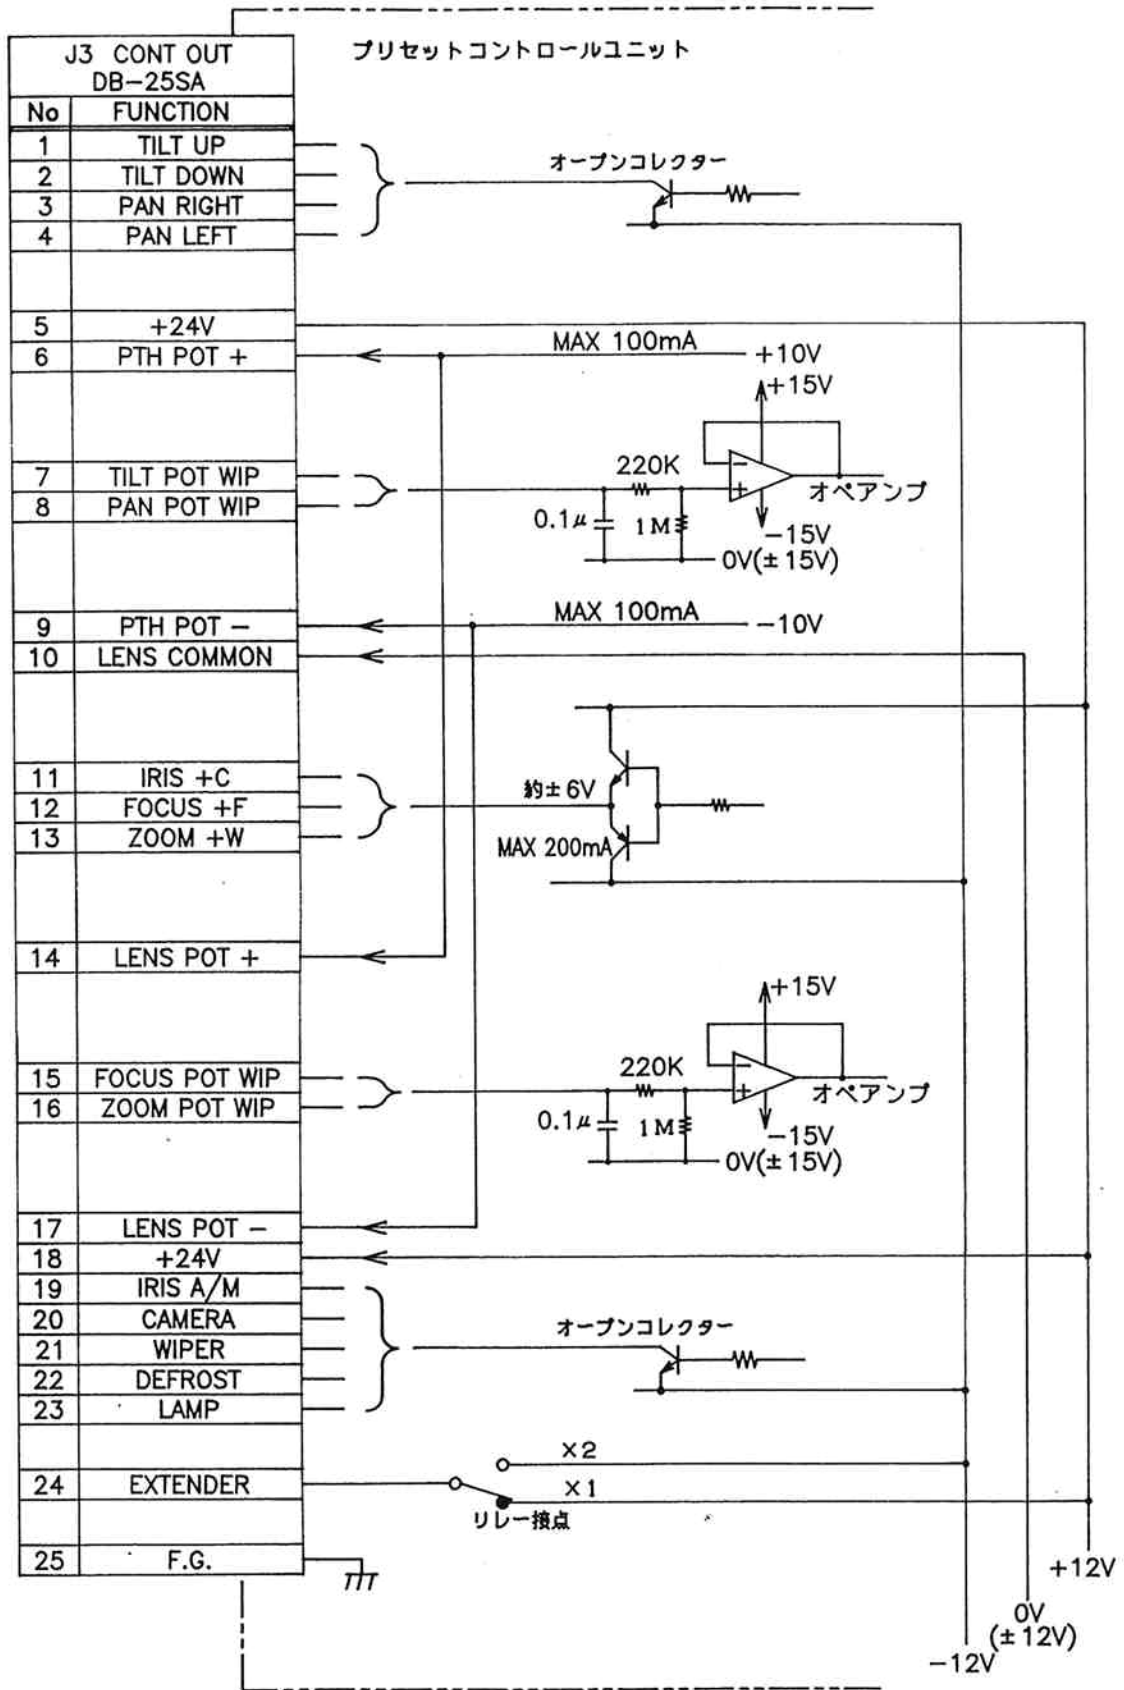 プリセットコントロールユニット
J3 CONT OUT
DB-25SA
No FUNCTION
1 TILT UP
オープンコレクター
2 TILT DOWN
3 PAN RIGHT
4 PAN LEFT
5 +24V
MAX 100mA
6 PTH POT +
+10V
+15V
220K
7 TILT POT WIP
8 PAN POT WIP
オペアンプ
0.1μ 1M
-15V
0V(±15V)
MAX 100mA
9 PTH POT -
-10V
10 LENS COMMON
11 IRIS +C
約±6V
12 FOCUS +F
13 ZOOM +W
MAX 200mA
14 LENS POT +
+15V
220K
15 FOCUS POT WIP
16 ZOOM POT WIP
オペアンプ
0.1μ 1M
-15V
0V(±15V)
17 LENS POT -
18 +24V
19 IRIS A/M
20 CAMERA
オープンコレクター
21 WIPER
22 DEFROST
23 LAMP
×2
24 EXTENDER
×1
リレー接点
25 F.G.
+12V
0V
(±12V)
-12V